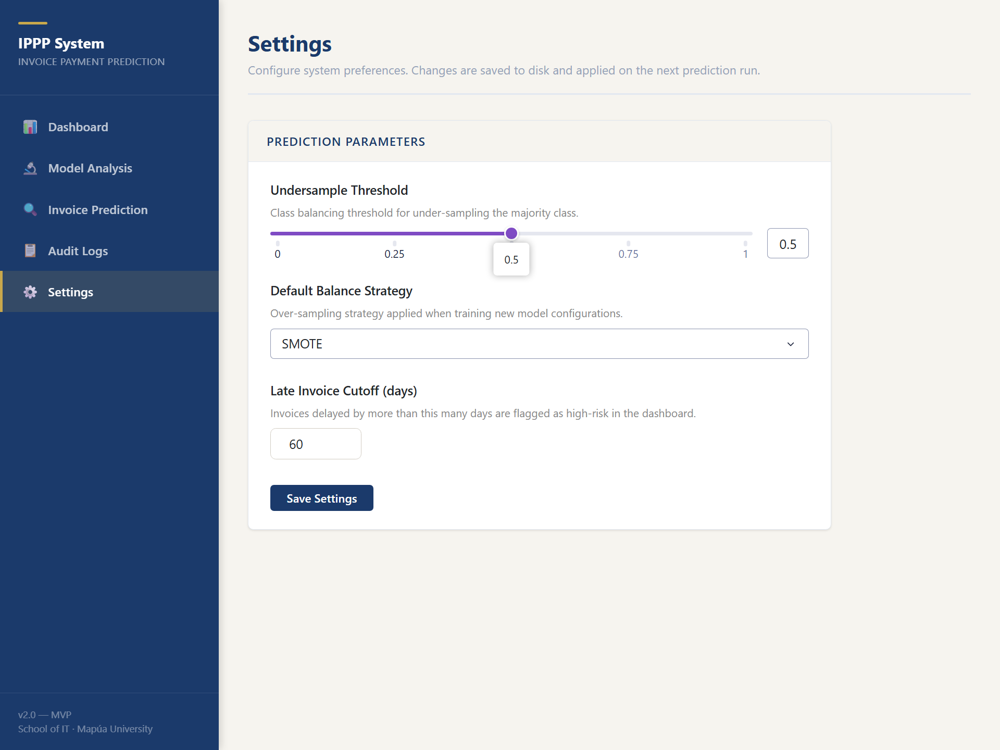 IPPP System
INVOICE PAYMENT PREDICTION
Dashboard
Model Analysis
Invoice Prediction
Audit Logs
Settings
v2.0 — MVP
School of IT · Mapúa University
Settings
Configure system preferences. Changes are saved to disk and applied on the next prediction run.
PREDICTION PARAMETERS
Undersample Threshold
Class balancing threshold for under-sampling the majority class.
0 0.25 0.5 0.75 1 0.5
Default Balance Strategy
Over-sampling strategy applied when training new model configurations.
SMOTE
Late Invoice Cutoff (days)
Invoices delayed by more than this many days are flagged as high-risk in the dashboard.
60
Save Settings